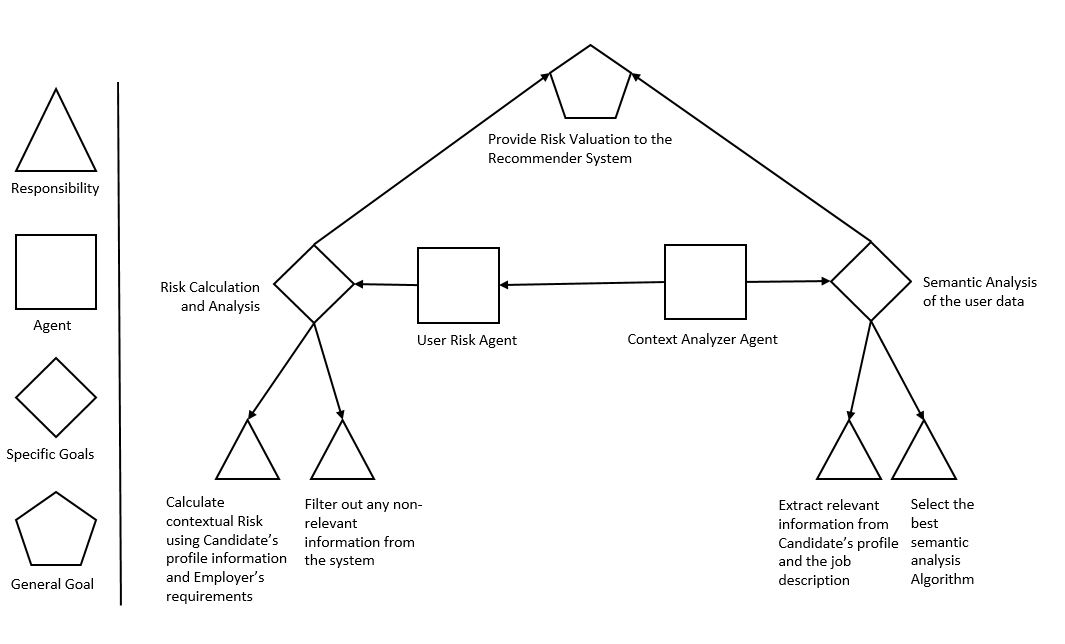 Responsibility
Agent
Specific Goals
General Goal
Provide Risk Valuation to the
Recommender System
Risk Calculation
and Analysis
User Risk Agent
Context Analyzer Agent
Semantic Analysis
of the user data
Calculate
contextual Risk
using Candidate’s
profile information
and Employer’s
requirements
Filter out any non-
relevant
information from
the system
Extract relevant
information from
Candidate’s profile
and the job
description
Select the
best
semantic
analysis
Algorithm